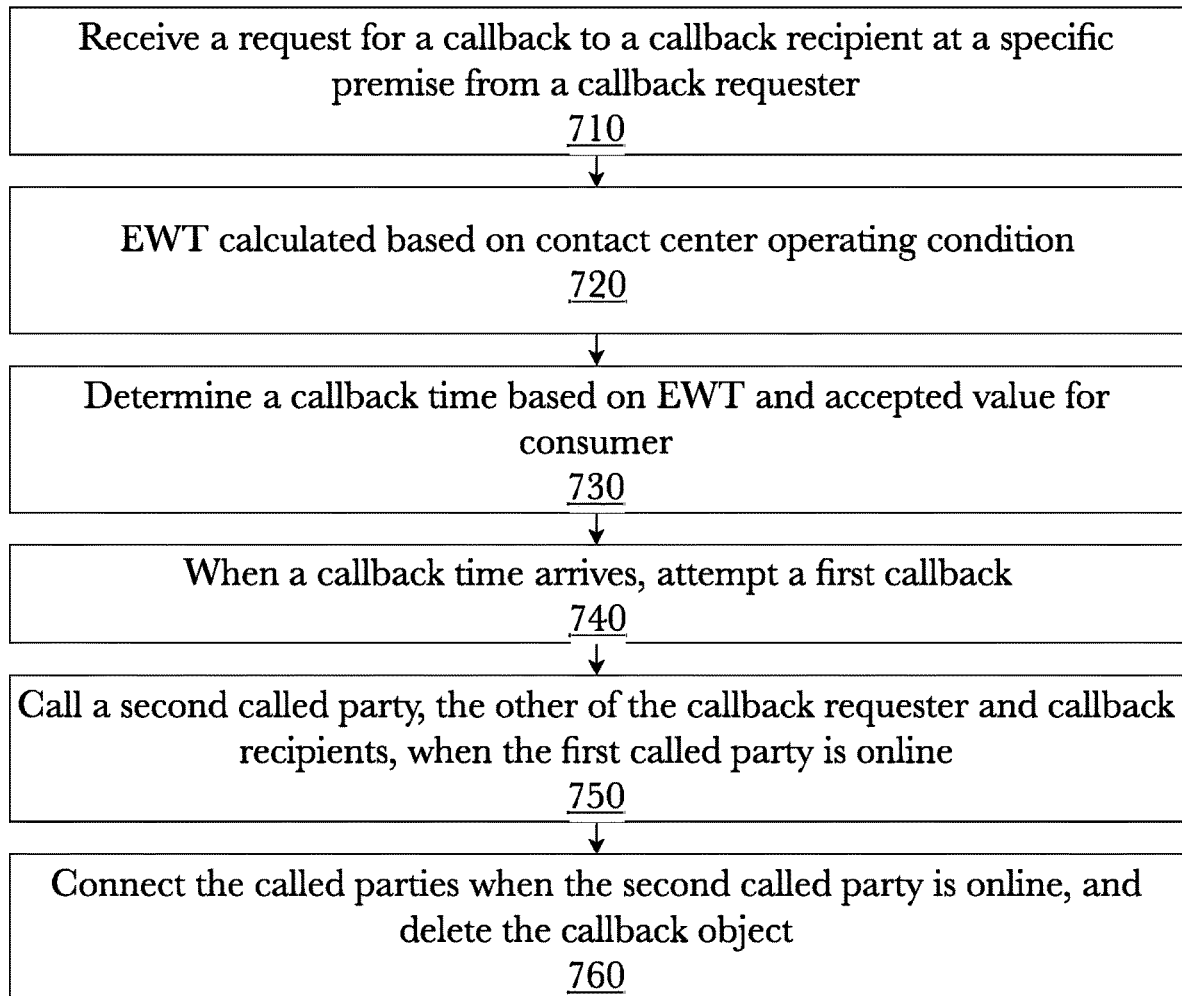 Receive a request for a callback to a callback recipient at a specific
premise from a callback requester
710
EWT calculated based on contact center operating condition
720
Determine a callback time based on EWT and accepted value for
consumer
730
When a callback time arrives, attempt a first callback
740
Call a second called party, the other of the callback requester and callback
recipients, when the first called party is online
750
Connect the called parties when the second called party is online, and
delete the callback object
760